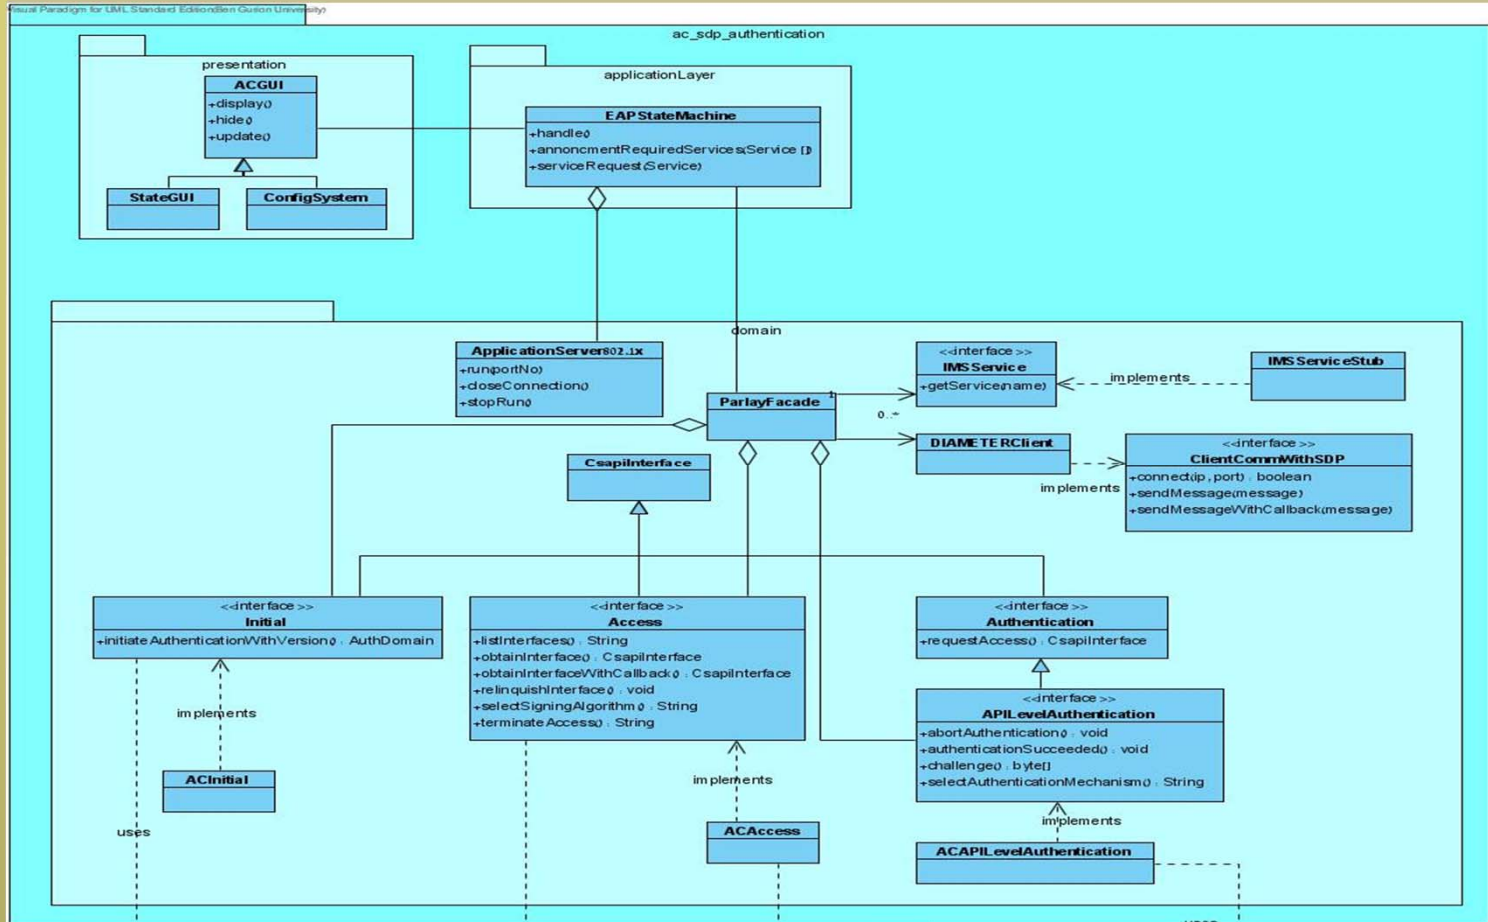 Visual Paradigm for UML Standard Edition(Ben Gurion University)
ac_sdp_authentication
presentation
ACGUI
+display()
+hide()
+update()
StateGUI
ConfigSystem
applicationLayer
EAPStateMachine
+handle()
+annoncmentRequiredServices(Service [])
+serviceRequest(Service)
domain
ApplicationServer802.1x
+run(portNo)
+closeConnection()
+stopRun()
ParlayFacade
1
0..*
<<interface>>
IMSService
+getService(name)
implements
IMSServiceStub
DIAMETERClient
implements
<<interface>>
ClientCommWithSDP
+connect(ip, port) : boolean
+sendMessage(message)
+sendMessageWithCallback(message)
CsapiInterface
<<interface>>
Initial
+initiateAuthenticationWithVersion() : AuthDomain
<<interface>>
Access
+listInterfaces() : String
+obtainInterface() : CsapiInterface
+obtainInterfaceWithCallback() : CsapiInterface
+relinquishInterface() : void
+selectSigningAlgorithm() : String
+terminateAccess() : String
<<interface>>
Authentication
+requestAccess() : CsapiInterface
<<interface>>
APILevelAuthentication
+abortAuthentication() : void
+authenticationSucceeded() : void
+challenge() : byte[]
+selectAuthenticationMechanism() : String
implements
ACInitial
uses
implements
ACAccess
implements
ACAPILevelAuthentication